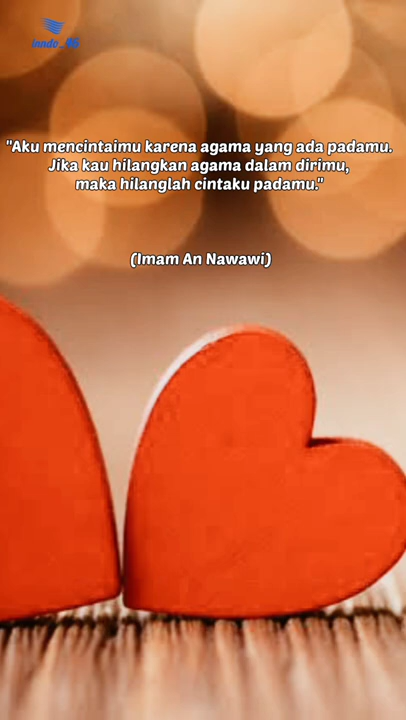 "Aku mencintaimu karena agama yang ada padamu.
Jika kau hilangkan agama dalam dirimu,
maka hilanglah cintaku padamu."
(Imam An Nawawi)